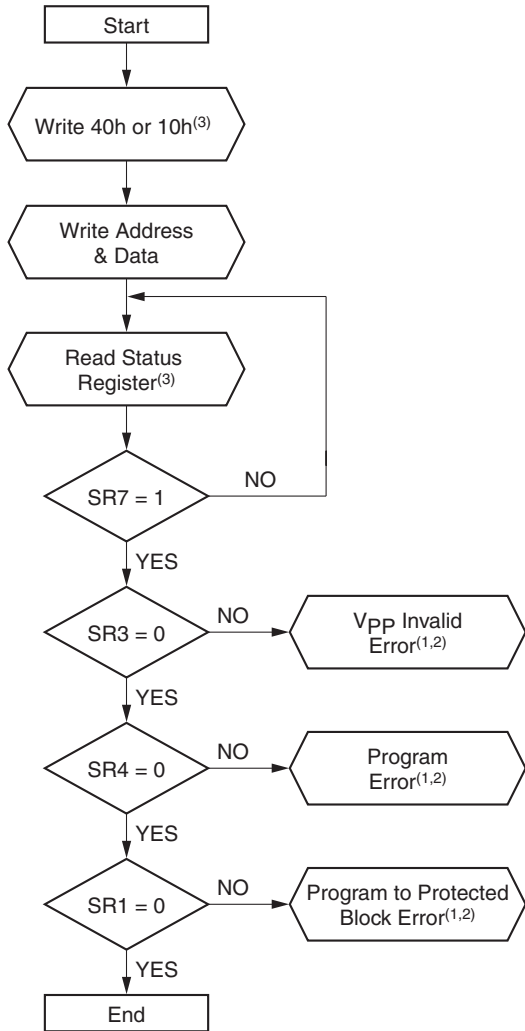 Start
Write 40h or 10h(3)
Write Address
& Data
Read Status
Register(3)
SR7 = 1
NO
YES
SR3 = 0
NO
VPP Invalid
Error(1,2)
YES
SR4 = 0
NO
Program
Error(1,2)
YES
SR1 = 0
NO
Program to Protected
Block Error(1,2)
YES
End